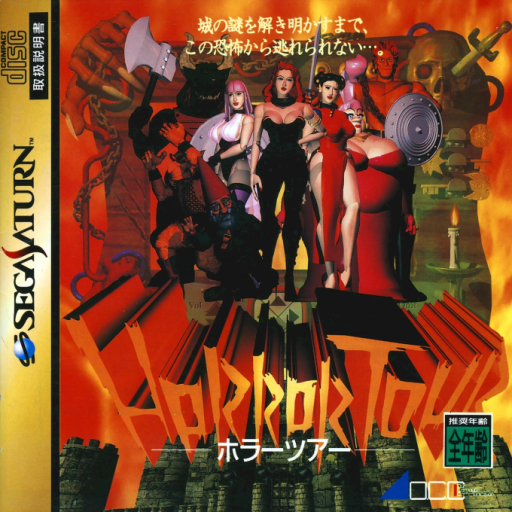 城の謎を解き明かすまで、
この恐怖から逃れられない…。
COMPACT
disc
取扱説明書
SEGA SATURN™
HORROR TOUR
ホラーツアー
推奨年齢
全年齢